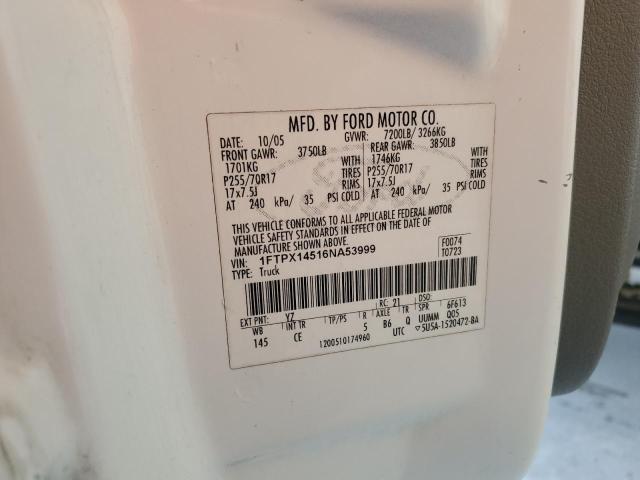 MFD. BY FORD MOTOR CO.
DATE: 10/05 GVWR: 7200LB/ 3266KG
FRONT GAWR: 3750LB REAR GAWR: 3850LB
1701KG WITH 1746KG WITH
P255/70R17 TIRES P255/70R17 TIRES
17x7.5J RIMS 17x7.5J RIMS
AT 240 kPa/ 35 PSI COLD AT 240 kPa/ 35 PSI COLD
THIS VEHICLE CONFORMS TO ALL APPLICABLE FEDERAL MOTOR
VEHICLE SAFETY STANDARDS IN EFFECT ON THE DATE OF
MANUFACTURE SHOWN ABOVE.
VIN: 1FTPX14516NA53999 F0074
TYPE: Truck T0723
EXT PNT: YZ RC: 21 DSO:
WB INT TR TP/PS R AXLE TR SPR 6F613
145 CE 5 B6 Q UUMM Q05
1200510174960 UTC ▽5U5A-1520472-BA